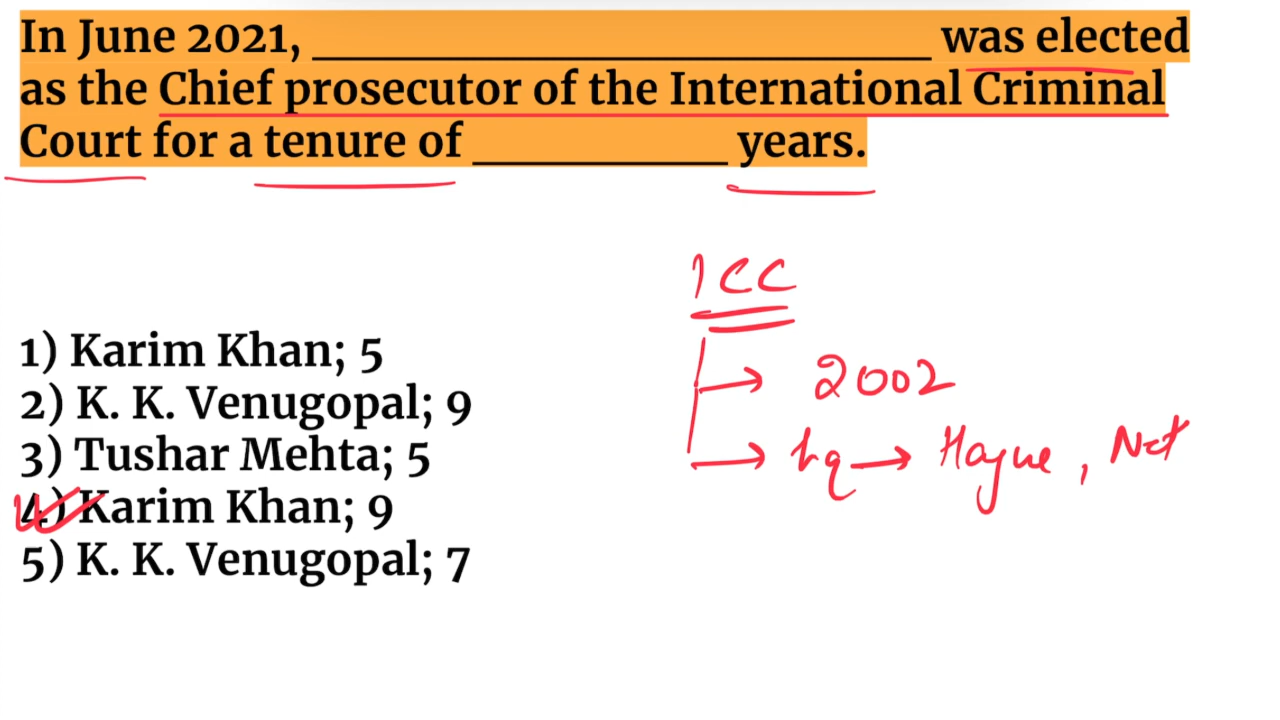 In June 2021, ____________________ was elected
as the Chief prosecutor of the International Criminal
Court for a tenure of ________ years.
ICC
1) Karim Khan; 5
→ 2002
2) K. K. Venugopal; 9
3) Tushar Mehta; 5
→ hq → Hague, Net
4) Karim Khan; 9
5) K. K. Venugopal; 7